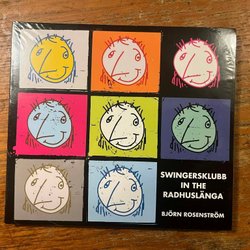 SWINGERSKLUBB
IN THE
RADHUSLÄNGA
BJÖRN ROSENSTRÖM